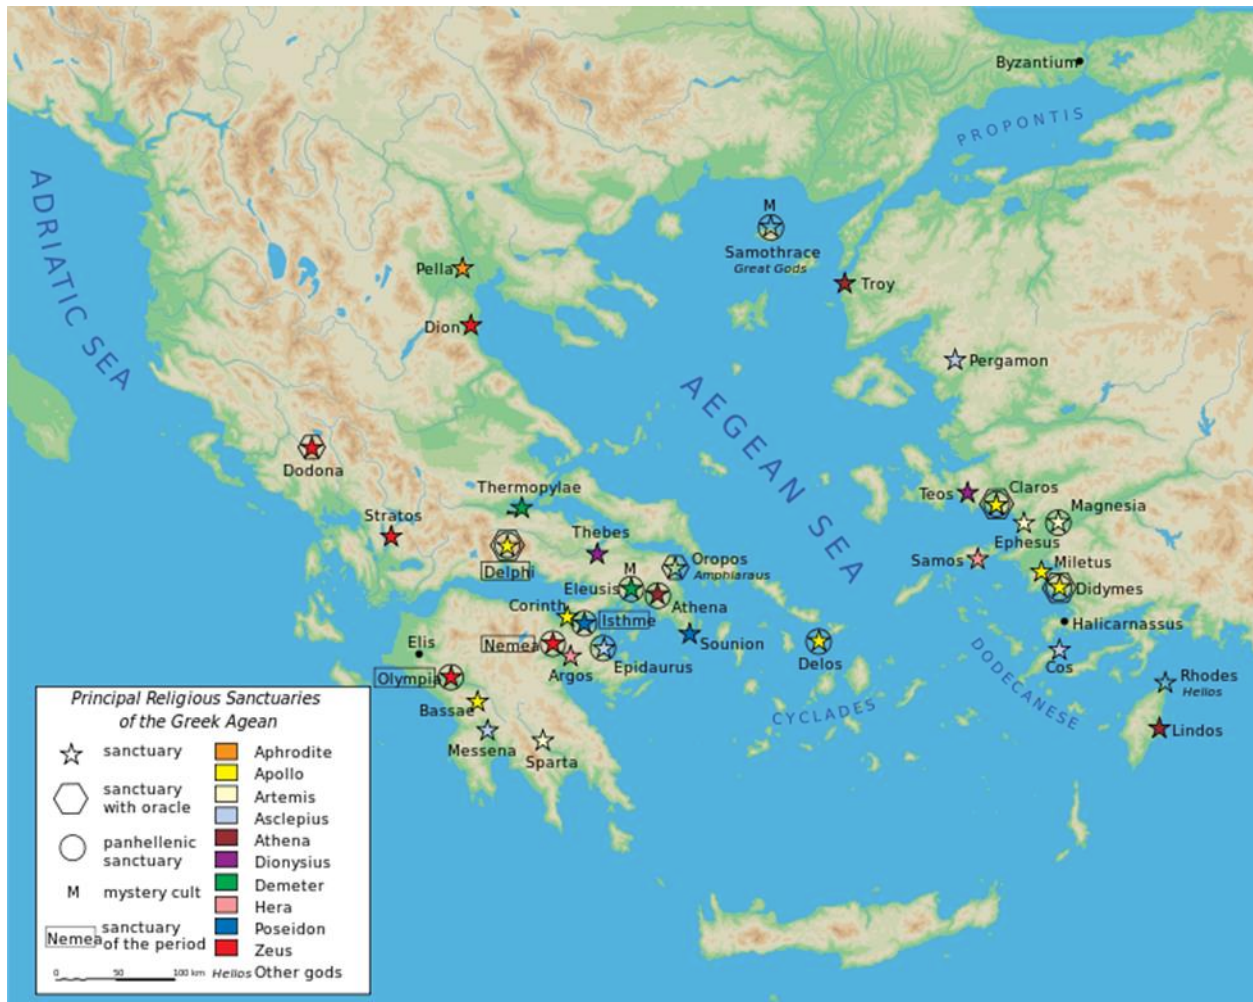 Byzantium
PROPONTIS
ADRIATIC SEA
M
Samothrace
Great Gods
Pella
Troy
Dion
Pergamon
AEGEAN SEA
Dodona
Thermopylae
Teos
Claros
Stratos
Magnesia
Thebes
Ephesus
Delphi
Oropos
Amphiaraus
Samos
Miletus
M
Eleusis
Didymes
Corinth
Athena
Isthme
Halicarnassus
Elis
Nemea
Sounion
Delos
Cos
Epidaurus
Argos
DODECANESE
Olympia
Rhodes
Helios
Bassae
CYCLADES
Lindos
Messena
Sparta
Principal Religious Sanctuaries
of the Greek Agean
sanctuary
sanctuary
with oracle
panhellenic
sanctuary
M mystery cult
Nemea sanctuary
of the period
0 50 100 km
Aphrodite
Apollo
Artemis
Asclepius
Athena
Dionysius
Demeter
Hera
Poseidon
Zeus
Helios Other gods